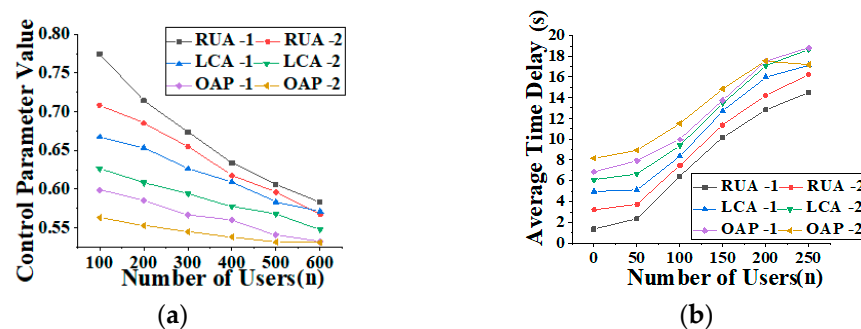 Control Parameter Value
0.80
0.75
0.70
0.65
0.60
0.55
RUA -1 RUA -2
LCA -1 LCA -2
OAP -1 OAP -2
100 200 300 400 500 600
Number of Users(n)
(a)
Average Time Delay (s)
20
18
16
14
12
10
8
6
4
2
0
RUA -1 RUA -2
LCA -1 LCA -2
OAP -1 OAP -2
0 50 100 150 200 250
Number of Users(n)
(b)